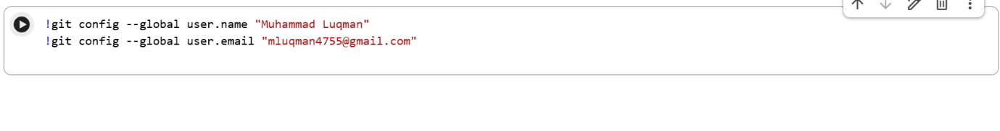 !git config --global user.name "Muhammad Luqman"
!git config --global user.email "mluqman4755@gmail.com"